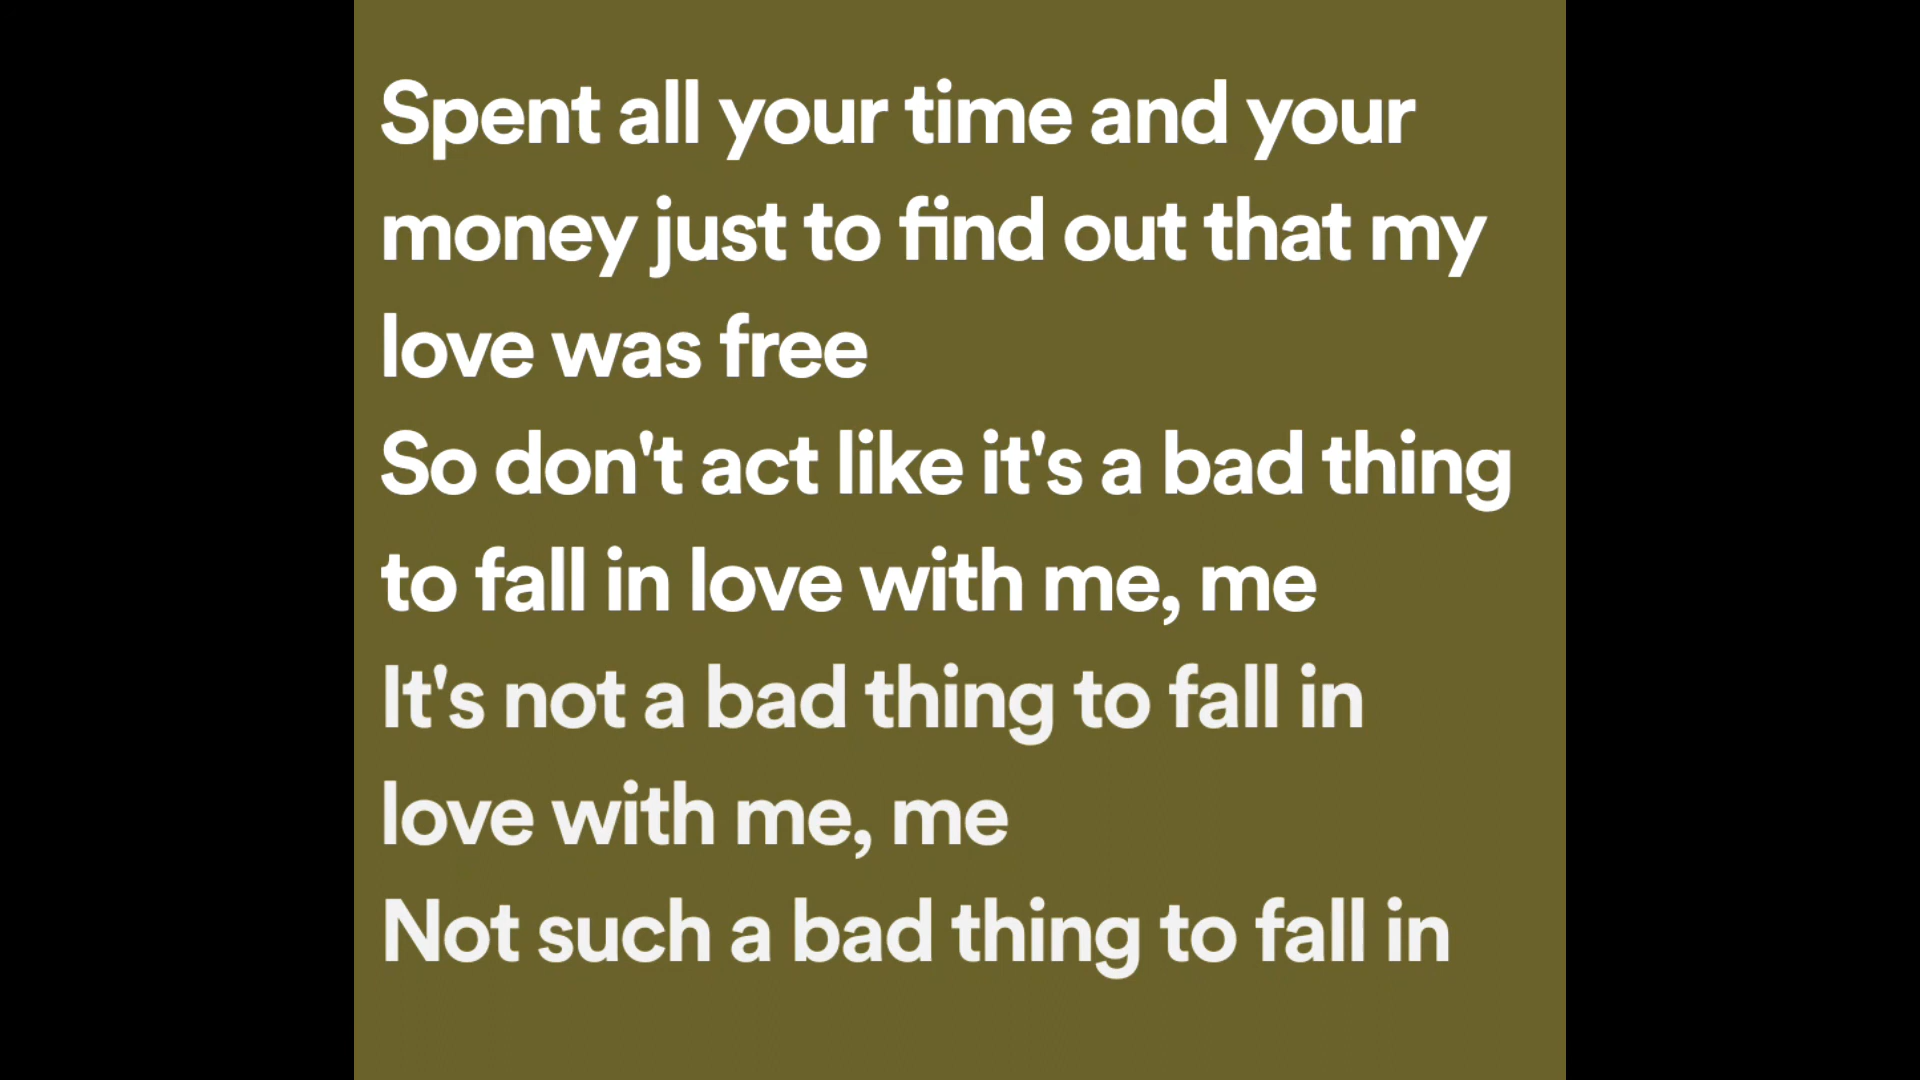 Spent all your time and your
money just to find out that my
love was free
So don't act like it's a bad thing
to fall in love with me, me
It's not a bad thing to fall in
love with me, me
Not such a bad thing to fall in